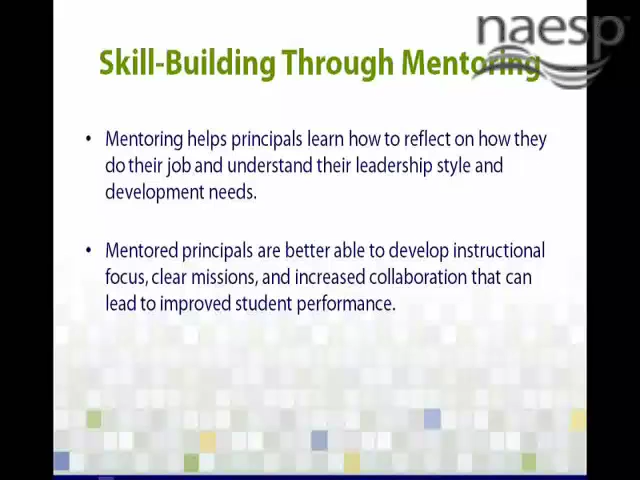 naesp
Skill-Building Through Mentoring
• Mentoring helps principals learn how to reflect on how they
do their job and understand their leadership style and
development needs.
• Mentored principals are better able to develop instructional
focus, clear missions, and increased collaboration that can
lead to improved student performance.